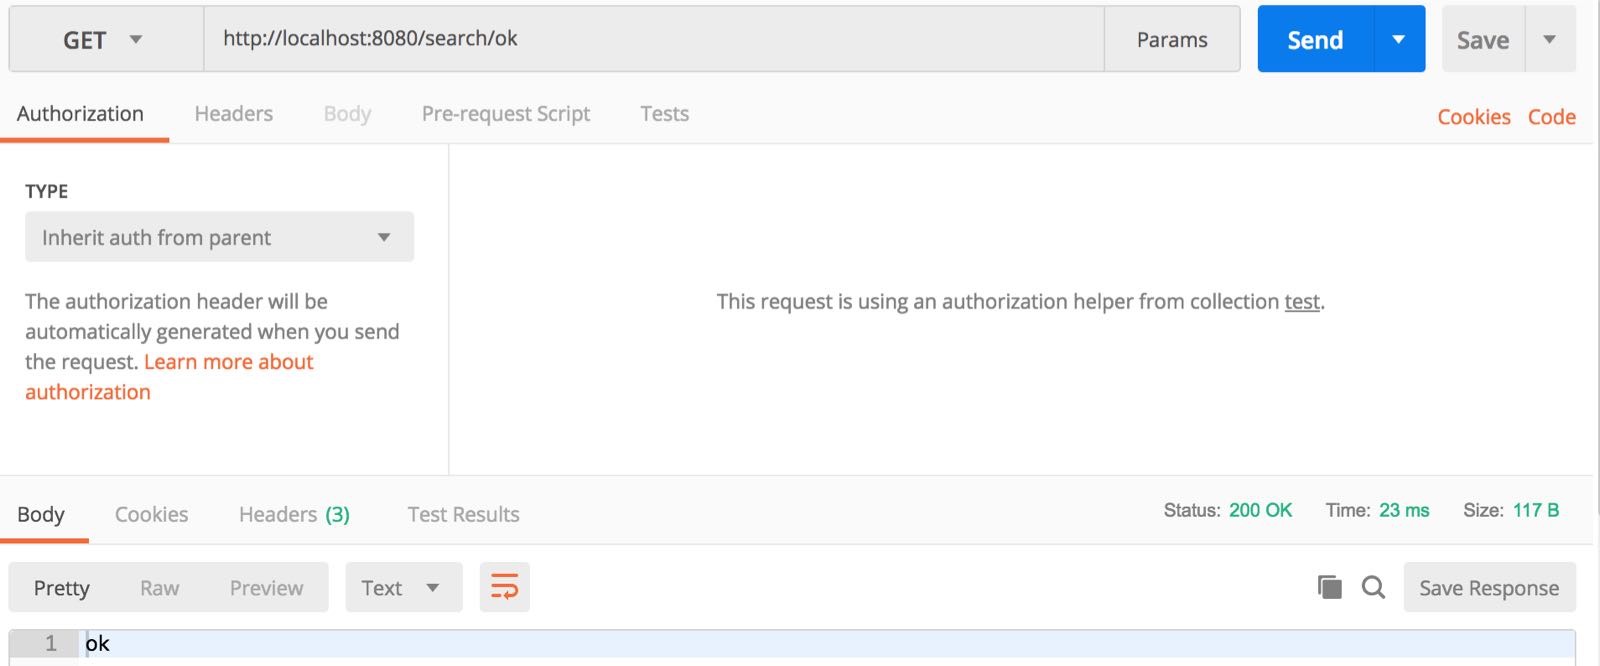 GET http://localhost:8080/search/ok Params Send Save
Authorization Headers Body Pre-request Script Tests Cookies Code
TYPE
Inherit auth from parent
The authorization header will be
automatically generated when you send
the request. Learn more about
authorization
This request is using an authorization helper from collection test.
Body Cookies Headers (3) Test Results Status: 200 OK Time: 23 ms Size: 117 B
Pretty Raw Preview Text Save Response
1 ok